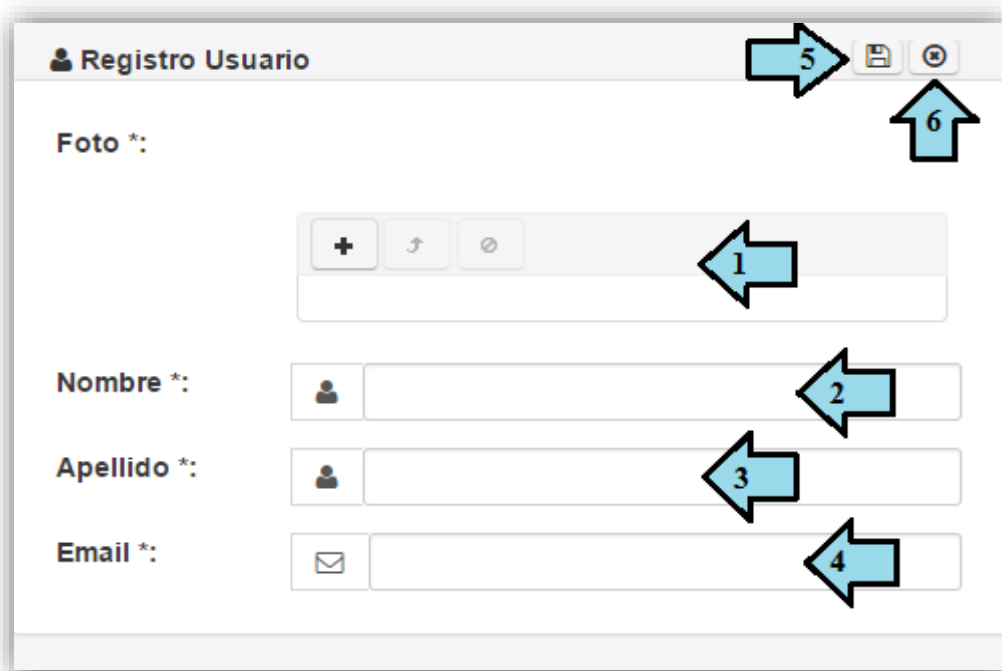 Registro Usuario 5
6
Foto *:
1
Nombre *: 2
Apellido *: 3
Email *: 4